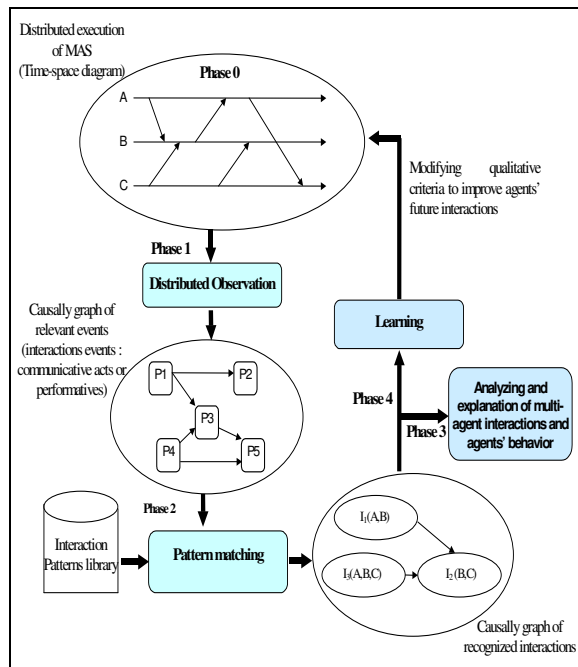 Distributed execution
of MAS
(Time-space diagram)
Phase 0
A
B
C
Modifying qualitative
criteria to improve agents’
future interactions
Phase 1
Distributed Observation
Causally graph of
relevant events
(interactions events :
communicative acts or
performatives)
P1
P2
P3
P4
P5
Learning
Phase 4
Phase 3
Analyzing and
explanation of multi-
agent interactions and
agents’ behavior
Phase 2
Interaction
Patterns library
Pattern matching
I1(A,B)
I3(A,B,C)
I2(B,C)
Causally graph of
recognized interactions